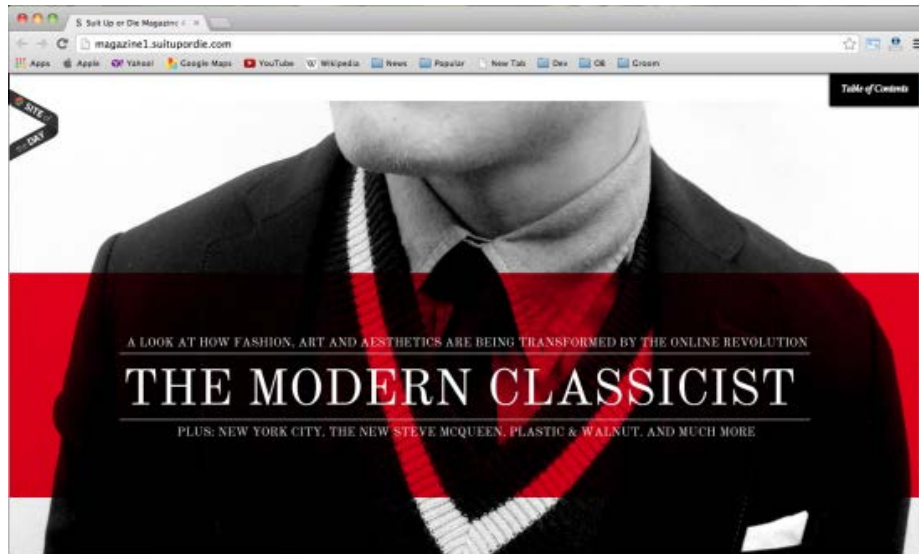 S Suit Up or Die Magazine
magazine1.suitupordie.com
Apps Apple Yahoo! Google Maps YouTube Wikipedia News Popular New Tab Dev OB Groom
Table of Contents
SITE of
the DAY
A LOOK AT HOW FASHION, ART AND AESTHETICS ARE BEING TRANSFORMED BY THE ONLINE REVOLUTION
THE MODERN CLASSICIST
PLUS: NEW YORK CITY, THE NEW STEVE MCQUEEN, PLASTIC & WALNUT, AND MUCH MORE